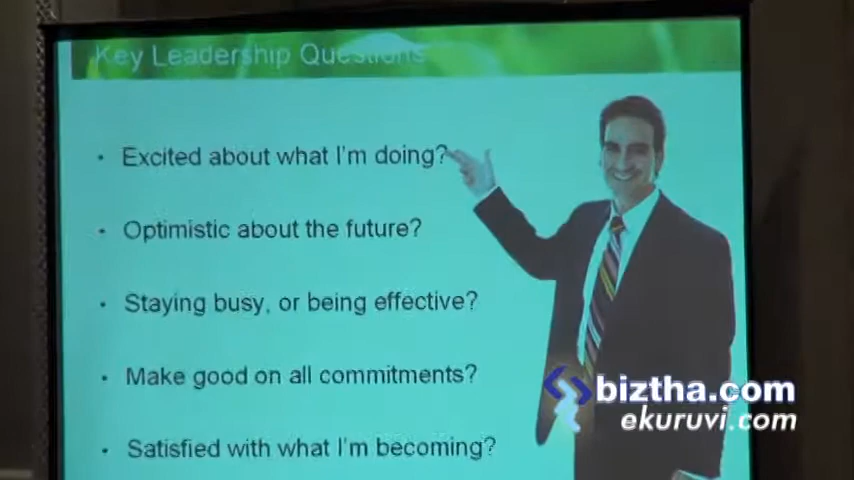 Key Leadership Questions
• Excited about what I'm doing?
• Optimistic about the future?
• Staying busy, or being effective?
• Make good on all commitments?
• Satisfied with what I'm becoming?
biztha.com
ekuruvi.com